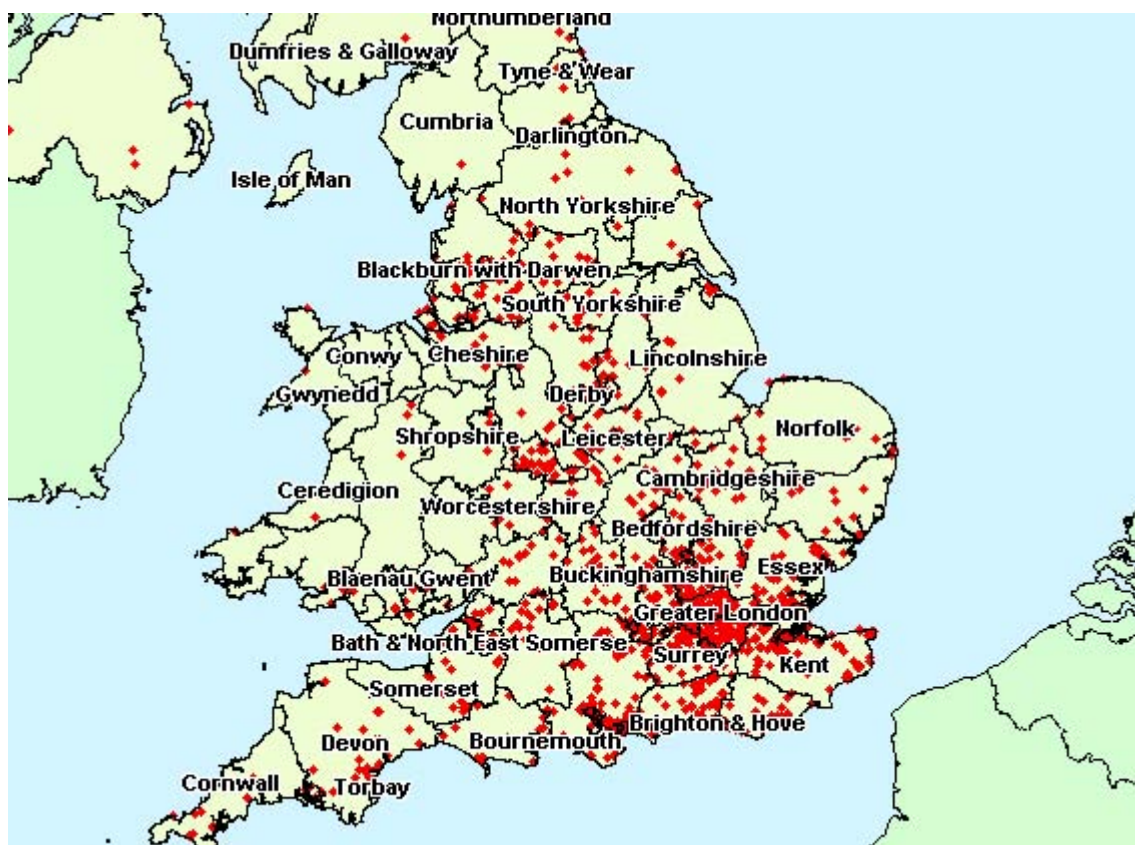 Northumberland
Dumfries & Galloway
Tyne & Wear
Cumbria
Darlington
Isle of Man
North Yorkshire
Blackburn with Darwen
South Yorkshire
Conwy
Cheshire
Lincolnshire
Gwynedd
Derby
Shropshire
Leicester
Norfolk
Ceredigion
Cambridgeshire
Worcestershire
Bedfordshire
Blaenau Gwent
Buckinghamshire
Essex
Greater London
Bath & North East Somerse
Surrey
Kent
Somerset
Brighton & Hove
Devon
Bournemouth
Cornwall
Torbay